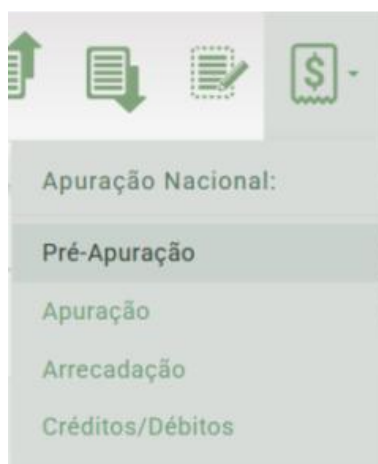 $
Apuração Nacional:
Pré-Apuração
Apuração
Arrecadação
Créditos/Débitos